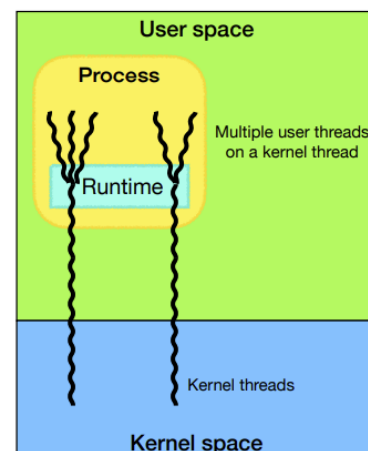 User space
Process
Multiple user threads
on a kernel thread
Runtime
Kernel threads
Kernel space